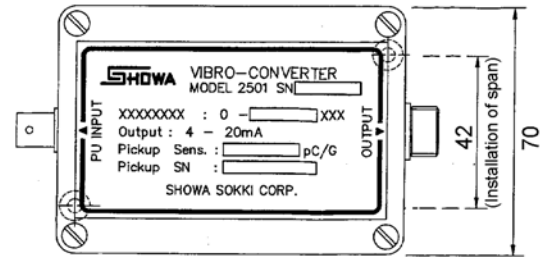 SHOWA VIBRO-CONVERTER
MODEL 2501 SN
XXXXXXXX : 0 - XXX
Output : 4 - 20mA
Pickup Sens. : pC/G
Pickup SN :
SHOWA SOKKI CORP.
PU INPUT
OUTPUT
42
(Installation of span)
70